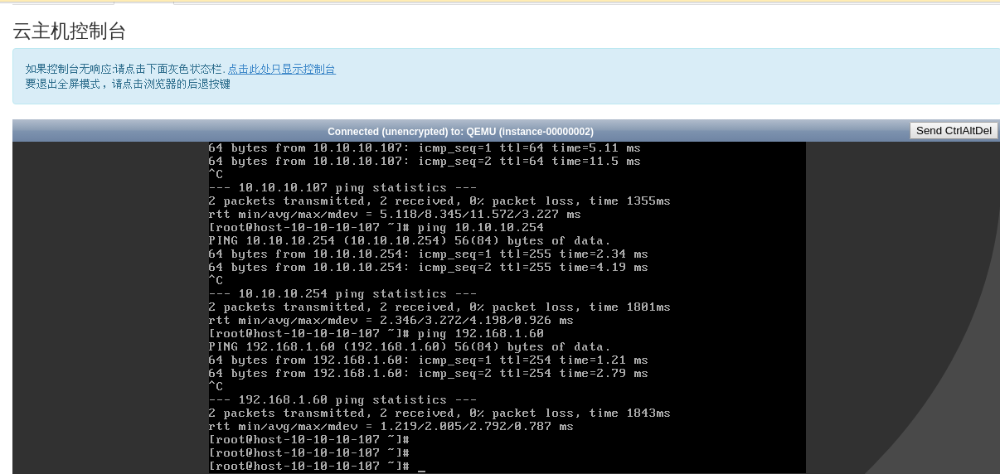 云主机控制台
如果控制台无响应:请点击下面灰色状态栏. 点击此处只显示控制台
要退出全屏模式，请点击浏览器的后退按键
Connected (unencrypted) to: QEMU (instance-00000002)
Send CtrlAltDel
64 bytes from 10.10.10.107: icmp_seq=1 ttl=64 time=5.11 ms
64 bytes from 10.10.10.107: icmp_seq=2 ttl=64 time=11.5 ms
^C
--- 10.10.10.107 ping statistics ---
2 packets transmitted, 2 received, 0% packet loss, time 1355ms
rtt min/avg/max/mdev = 5.118/8.345/11.572/3.227 ms
[root@host-10-10-10-107 ~]# ping 10.10.10.254
PING 10.10.10.254 (10.10.10.254) 56(84) bytes of data.
64 bytes from 10.10.10.254: icmp_seq=1 ttl=255 time=2.34 ms
64 bytes from 10.10.10.254: icmp_seq=2 ttl=255 time=4.19 ms
^C
--- 10.10.10.254 ping statistics ---
2 packets transmitted, 2 received, 0% packet loss, time 1801ms
rtt min/avg/max/mdev = 2.346/3.272/4.198/0.926 ms
[root@host-10-10-10-107 ~]# ping 192.168.1.60
PING 192.168.1.60 (192.168.1.60) 56(84) bytes of data.
64 bytes from 192.168.1.60: icmp_seq=1 ttl=254 time=1.21 ms
64 bytes from 192.168.1.60: icmp_seq=2 ttl=254 time=2.79 ms
^C
--- 192.168.1.60 ping statistics ---
2 packets transmitted, 2 received, 0% packet loss, time 1843ms
rtt min/avg/max/mdev = 1.219/2.005/2.792/0.787 ms
[root@host-10-10-10-107 ~]#
[root@host-10-10-10-107 ~]#
[root@host-10-10-10-107 ~]# _